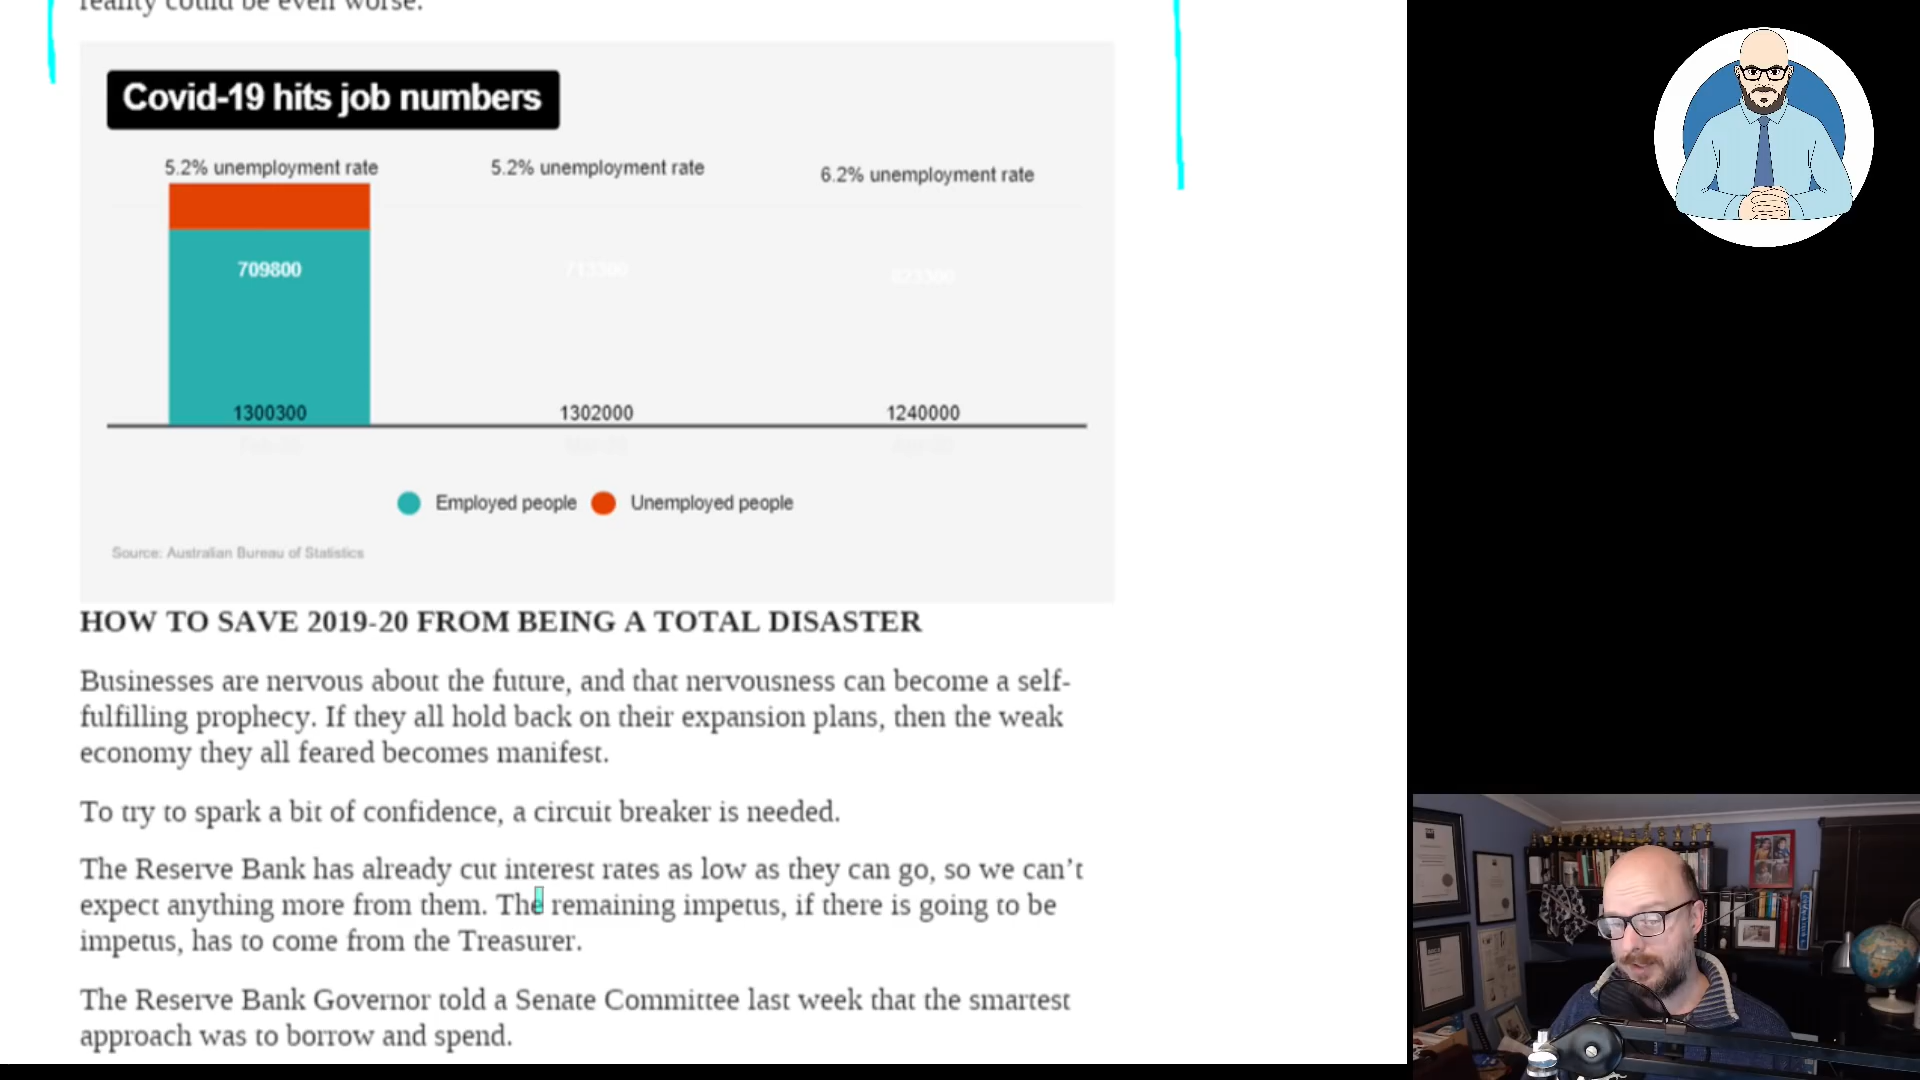 reality could be even worse.
Covid-19 hits job numbers
5.2% unemployment rate
5.2% unemployment rate
6.2% unemployment rate
709800
713300
823300
1300300
1302000
1240000
Employed people
Unemployed people
Source: Australian Bureau of Statistics
HOW TO SAVE 2019-20 FROM BEING A TOTAL DISASTER
Businesses are nervous about the future, and that nervousness can become a self-
fulfilling prophecy. If they all hold back on their expansion plans, then the weak
economy they all feared becomes manifest.
To try to spark a bit of confidence, a circuit breaker is needed.
The Reserve Bank has already cut interest rates as low as they can go, so we can’t
expect anything more from them. The remaining impetus, if there is going to be
impetus, has to come from the Treasurer.
The Reserve Bank Governor told a Senate Committee last week that the smartest
approach was to borrow and spend.